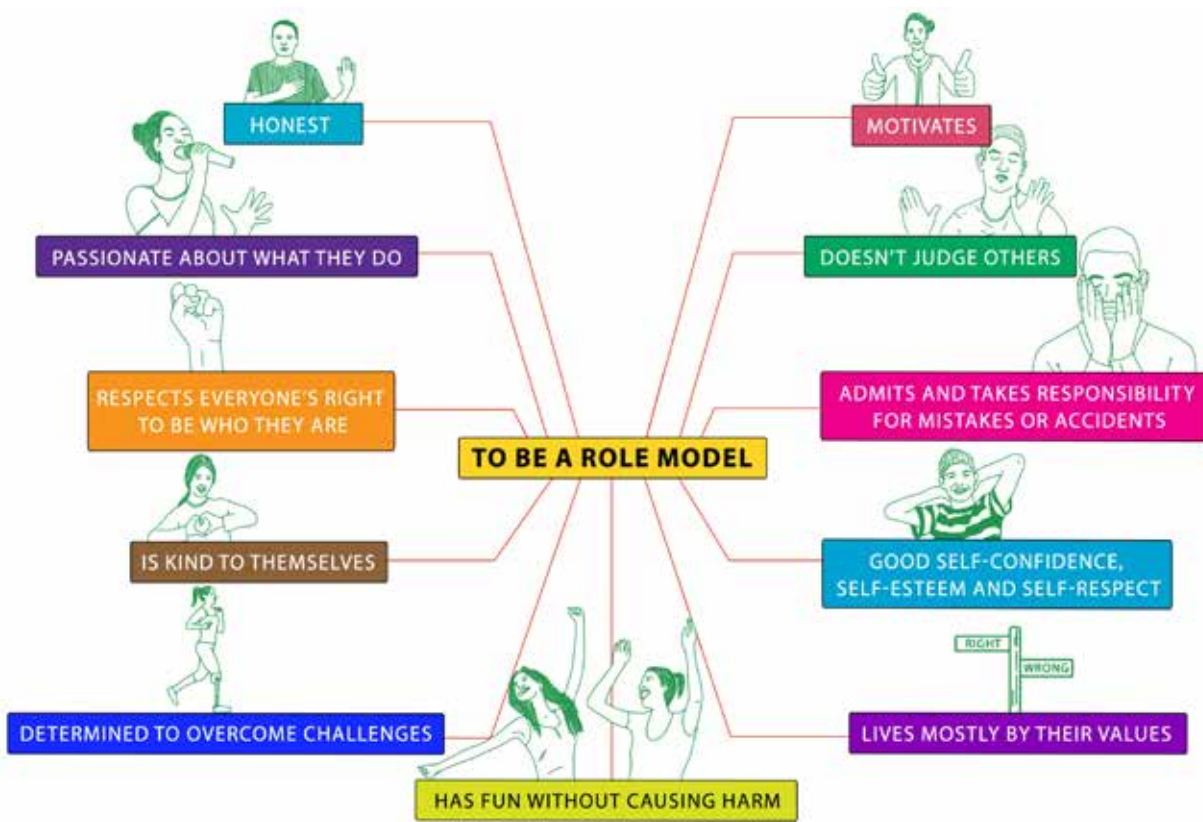 HONEST
MOTIVATES
PASSIONATE ABOUT WHAT THEY DO
DOESN'T JUDGE OTHERS
RESPECTS EVERYONE'S RIGHT
TO BE WHO THEY ARE
ADMITS AND TAKES RESPONSIBILITY
FOR MISTAKES OR ACCIDENTS
TO BE A ROLE MODEL
IS KIND TO THEMSELVES
GOOD SELF-CONFIDENCE,
SELF-ESTEEM AND SELF-RESPECT
RIGHT
WRONG
DETERMINED TO OVERCOME CHALLENGES
LIVES MOSTLY BY THEIR VALUES
HAS FUN WITHOUT CAUSING HARM